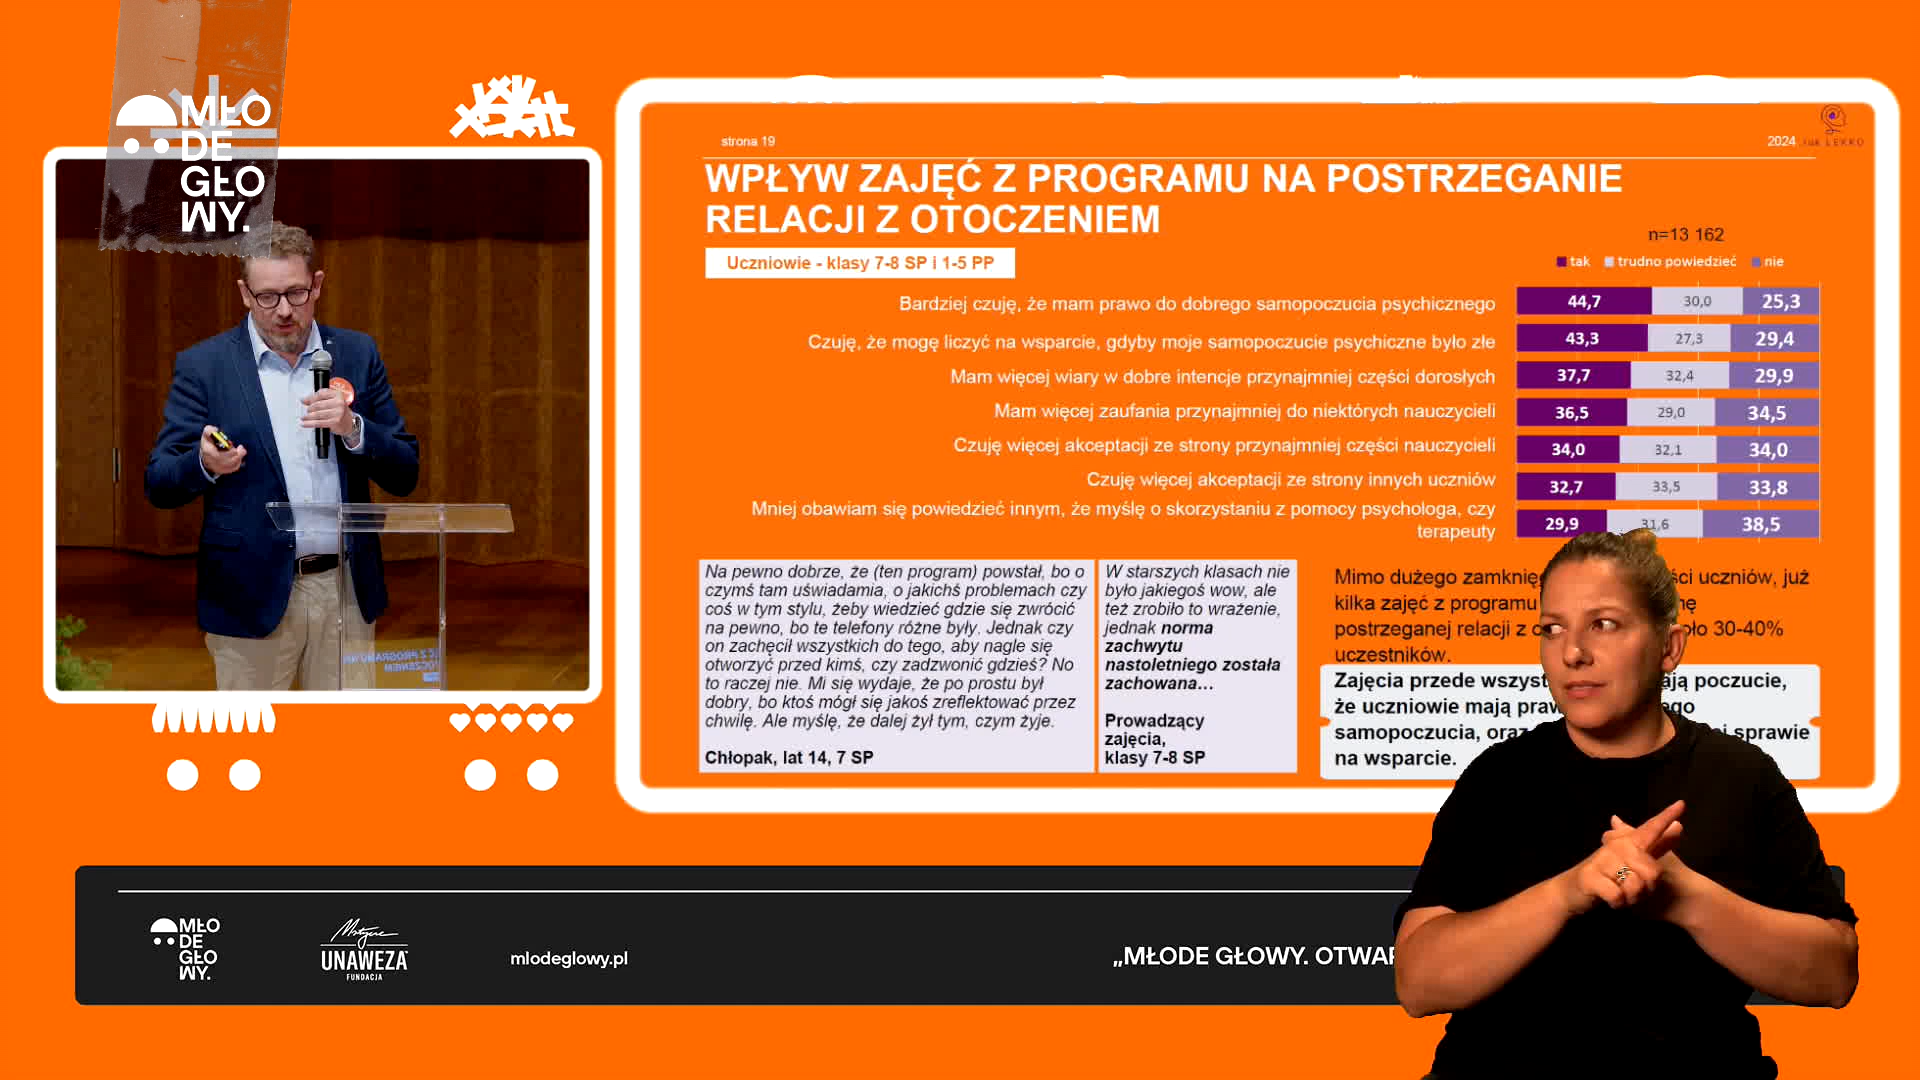 MŁO
DE
GŁO
WY.
strona 19
2024
WPŁYW ZAJĘĆ Z PROGRAMU NA POSTRZEGANIE
RELACJI Z OTOCZENIEM
Uczniowie - klasy 7-8 SP i 1-5 PP
n=13 162
tak trudno powiedzieć nie
Bardziej czuję, że mam prawo do dobrego samopoczucia psychicznego 44,7 30,0 25,3
Czuję, że mogę liczyć na wsparcie, gdyby moje samopoczucie psychiczne było złe 43,3 27,3 29,4
Mam więcej wiary w dobre intencje przynajmniej części dorosłych 37,7 32,4 29,9
Mam więcej zaufania przynajmniej do niektórych nauczycieli 36,5 29,0 34,5
Czuję więcej akceptacji ze strony przynajmniej części nauczycieli 34,0 32,1 34,0
Czuję więcej akceptacji ze strony innych uczniów 32,7 33,5 33,8
Mniej obawiam się powiedzieć innym, że myślę o skorzystaniu z pomocy psychologa, czy
terapeuty 29,9 31,6 38,5
Na pewno dobrze, że (ten program) powstał, bo o
czymś tam uświadamia, o jakichś problemach czy
coś w tym stylu, żeby wiedzieć gdzie się zwrócić
na pewno, bo te telefony różne były. Jednak czy
on zachęcił wszystkich do tego, aby nagle się
otworzyć przed kimś, czy zadzwonić gdzieś? No
to raczej nie. Mi się wydaje, że po prostu był
dobry, bo ktoś mógł się jakoś zreflektować przez
chwilę. Ale myślę, że dalej żył tym, czym żyje.
Chłopak, lat 14, 7 SP
W starszych klasach nie
było jakiegoś wow, ale
też zrobiło to wrażenie,
jednak norma
zachwytu
nastoletniego została
zachowana...
Prowadzący
zajęcia,
klasy 7-8 SP
Mimo dużego uczniów, już
kilka zajęć z programu
postrzeganej relacji z 30-40%
uczestników.
Zajęcia przede poczucie,
że uczniowie mają
samopoczucia, oraz sprawie
na wsparcie.
MŁO
DE
GŁO
WY.
Martyna
UNAWEZA
FUNDACJA
mlodeglowy.pl
„MŁODE GŁOWY.